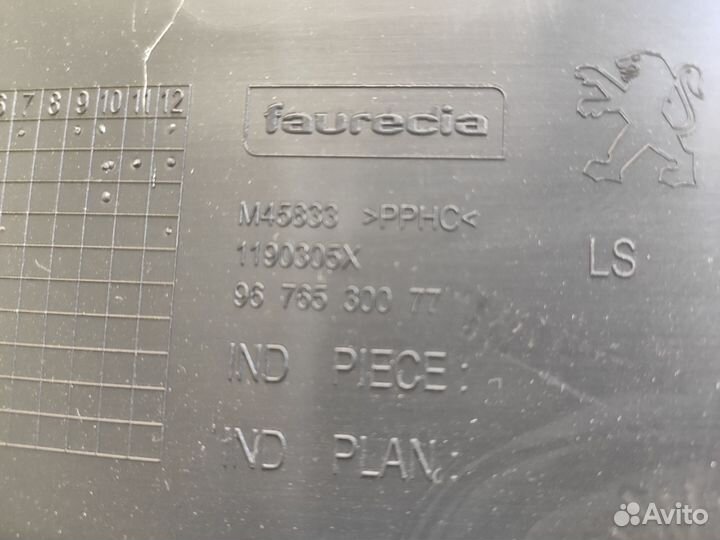 6 7 8 9 10 11 12
faurecia
M45633 >PPHC<
1190305X
96 765 300 77
LS
IND PIECE:
IND PLAN:
Avito